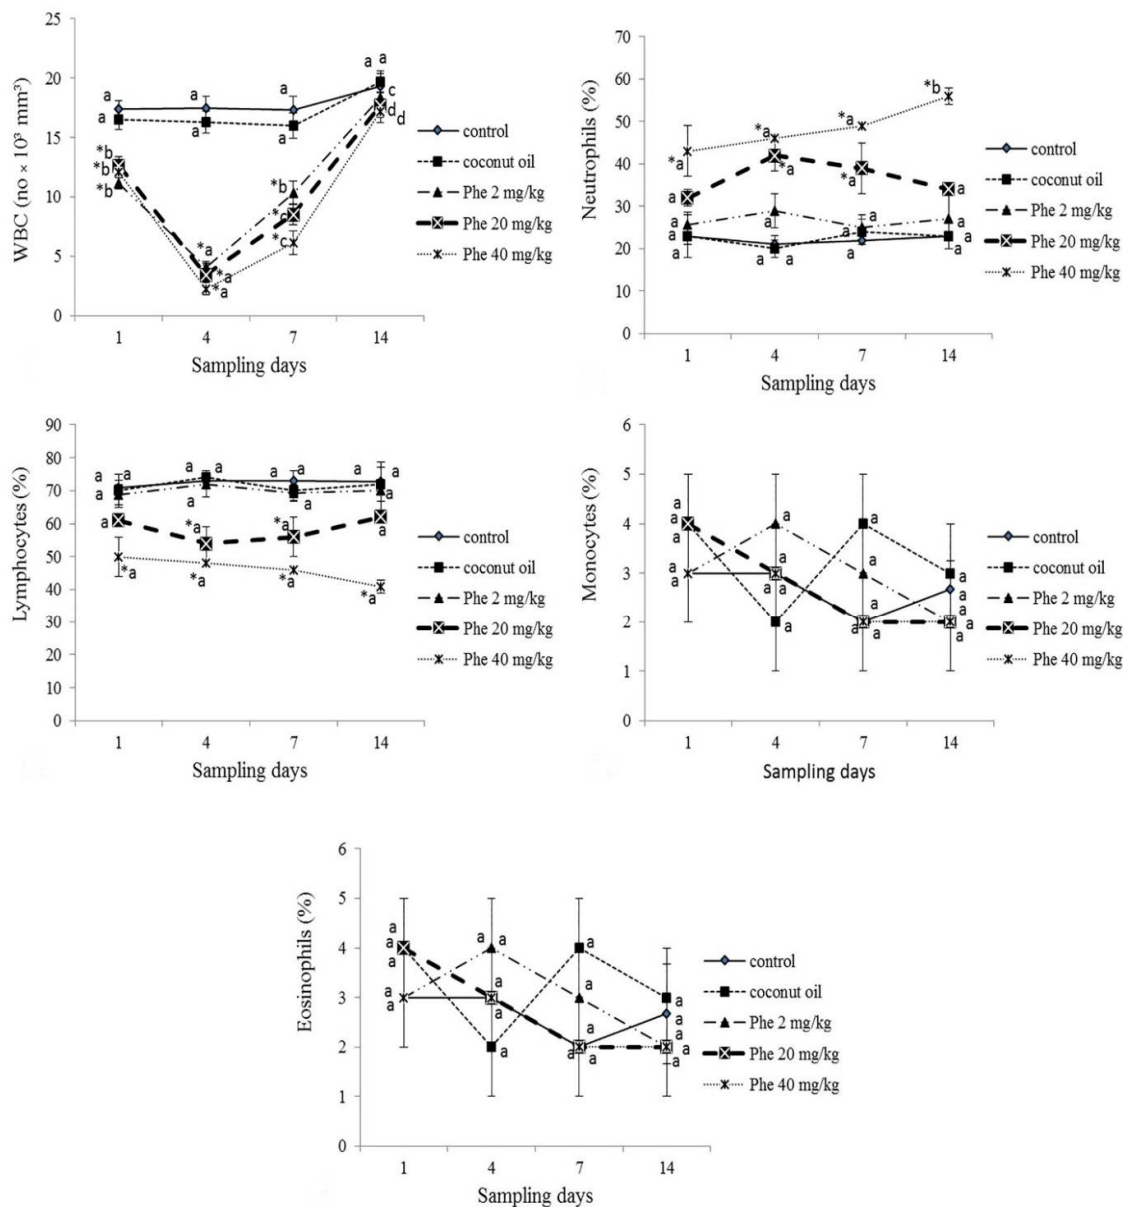 WBC (no × 10³ mm³)
25
20
15
10
5
0
a a a a a
a a a
*b *b *b
*a *a *a
*b *c *c
c d d
1 4 7 14
Sampling days
control
coconut oil
Phe 2 mg/kg
Phe 20 mg/kg
Phe 40 mg/kg
Neutrophils (%)
70
60
50
40
30
20
10
0
*a *a *a *b
a *a *a a
a a a
a a a a
a a a a
1 4 7 14
Sampling days
control
coconut oil
Phe 2 mg/kg
Phe 20 mg/kg
Phe 40 mg/kg
Lymphocytes (%)
90
80
70
60
50
40
30
20
10
0
a a a a a a a a
a a a a
a *a *a a
*a *a *a *a
1 4 7 14
Sampling days
control
coconut oil
Phe 2 mg/kg
Phe 20 mg/kg
Phe 40 mg/kg
Monocytes (%)
6
5
4
3
2
1
0
a a a a a
a a a a a
a a a a
a a a a
1 4 7 14
Sampling days
control
coconut oil
Phe 2 mg/kg
Phe 20 mg/kg
Phe 40 mg/kg
Eosinophils (%)
6
5
4
3
2
1
0
a a a a a a
a a a a a
a a a a
a a a a
1 4 7 14
Sampling days
control
coconut oil
Phe 2 mg/kg
Phe 20 mg/kg
Phe 40 mg/kg